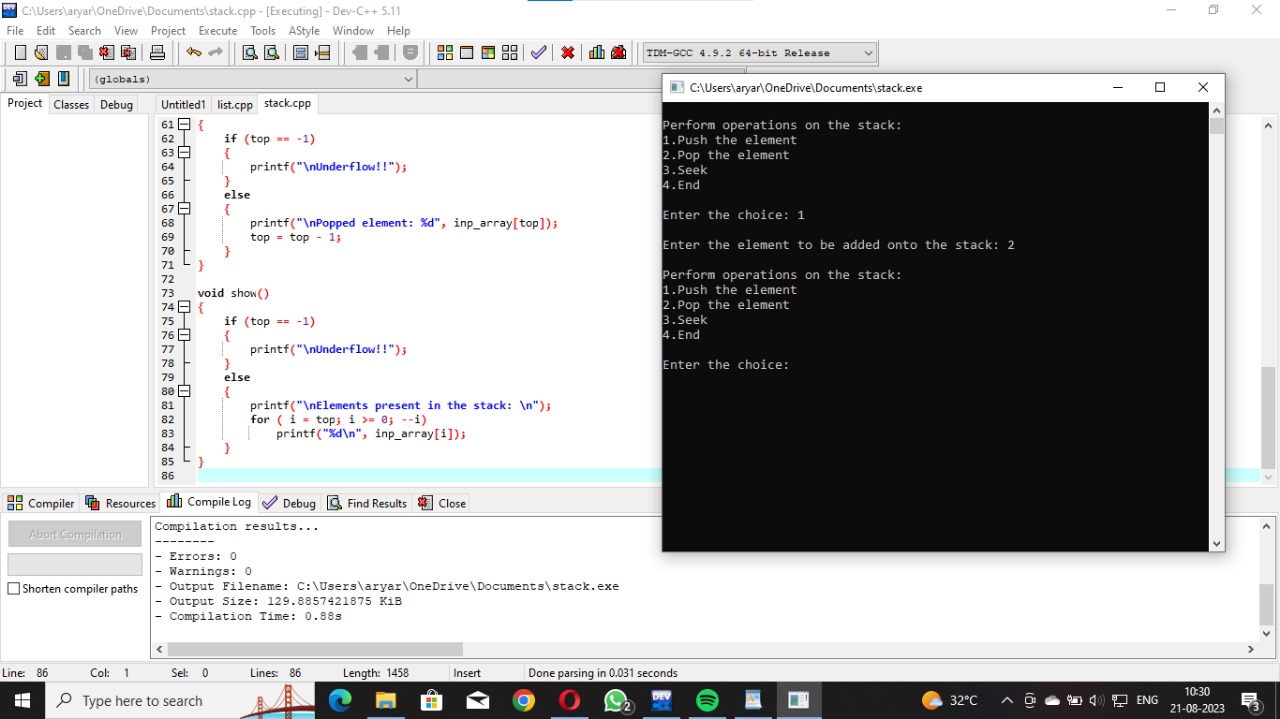 C:\Users\aryar\OneDrive\Documents\stack.cpp - [Executing] - Dev-C++ 5.11
File Edit Search View Project Execute Tools AStyle Window Help
TDM-GCC 4.9.2 64-bit Release
(globals)
Project Classes Debug
Untitled1 list.cpp stack.cpp
61 {
62 if (top == -1)
63 {
64 printf("\nUnderflow!!");
65 }
66 else
67 {
68 printf("\nPopped element: %d", inp_array[top]);
69 top = top - 1;
70 }
71 }
72
73 void show()
74 {
75 if (top == -1)
76 {
77 printf("\nUnderflow!!");
78 }
79 else
80 {
81 printf("\nElements present in the stack: \n");
82 for ( i = top; i >= 0; --i)
83 printf("%d\n", inp_array[i]);
84 }
85 }
86
C:\Users\aryar\OneDrive\Documents\stack.exe
Perform operations on the stack:
1.Push the element
2.Pop the element
3.Seek
4.End
Enter the choice: 1
Enter the element to be added onto the stack: 2
Perform operations on the stack:
1.Push the element
2.Pop the element
3.Seek
4.End
Enter the choice:
Compiler Resources Compile Log Debug Find Results Close
Abort Compilation
Shorten compiler paths
Compilation results...
--------
- Errors: 0
- Warnings: 0
- Output Filename: C:\Users\aryar\OneDrive\Documents\stack.exe
- Output Size: 129.8857421875 KiB
- Compilation Time: 0.88s
Line: 86 Col: 1 Sel: 0 Lines: 86 Length: 1458 Insert Done parsing in 0.031 seconds
Type here to search
2
DEV
32°C
ENG
10:30
21-08-2023
3